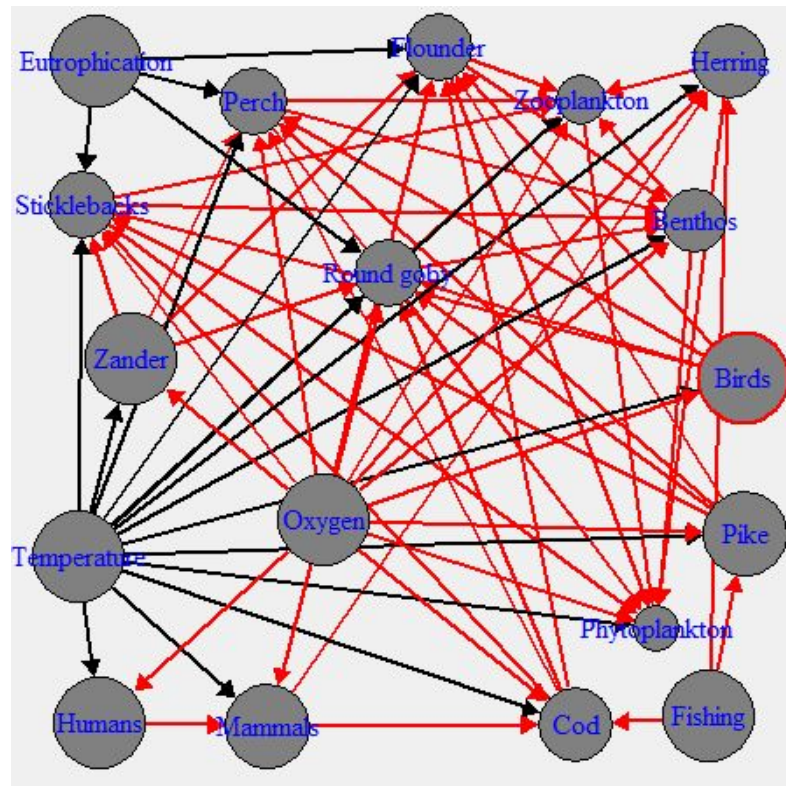 Eutrophication
Flounder
Herring
Perch
Zooplankton
Sticklebacks
Benthos
Round goby
Zander
Birds
Oxygen
Pike
Temperature
Phytoplankton
Humans
Mammals
Cod
Fishing